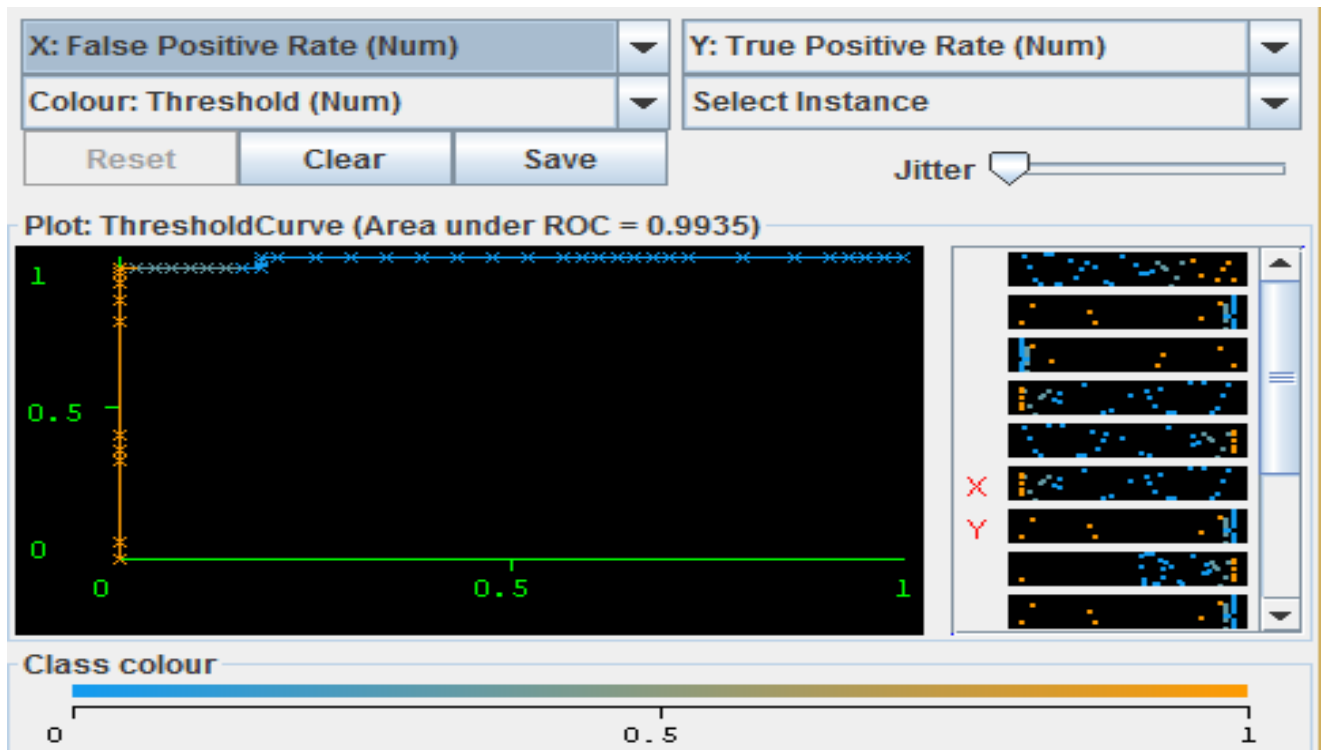 X: False Positive Rate (Num)
Y: True Positive Rate (Num)
Colour: Threshold (Num)
Select Instance
Reset
Clear
Save
Jitter
Plot: ThresholdCurve (Area under ROC = 0.9935)
1
0.5
0
0
0.5
1
X
Y
Class colour
0
0.5
1